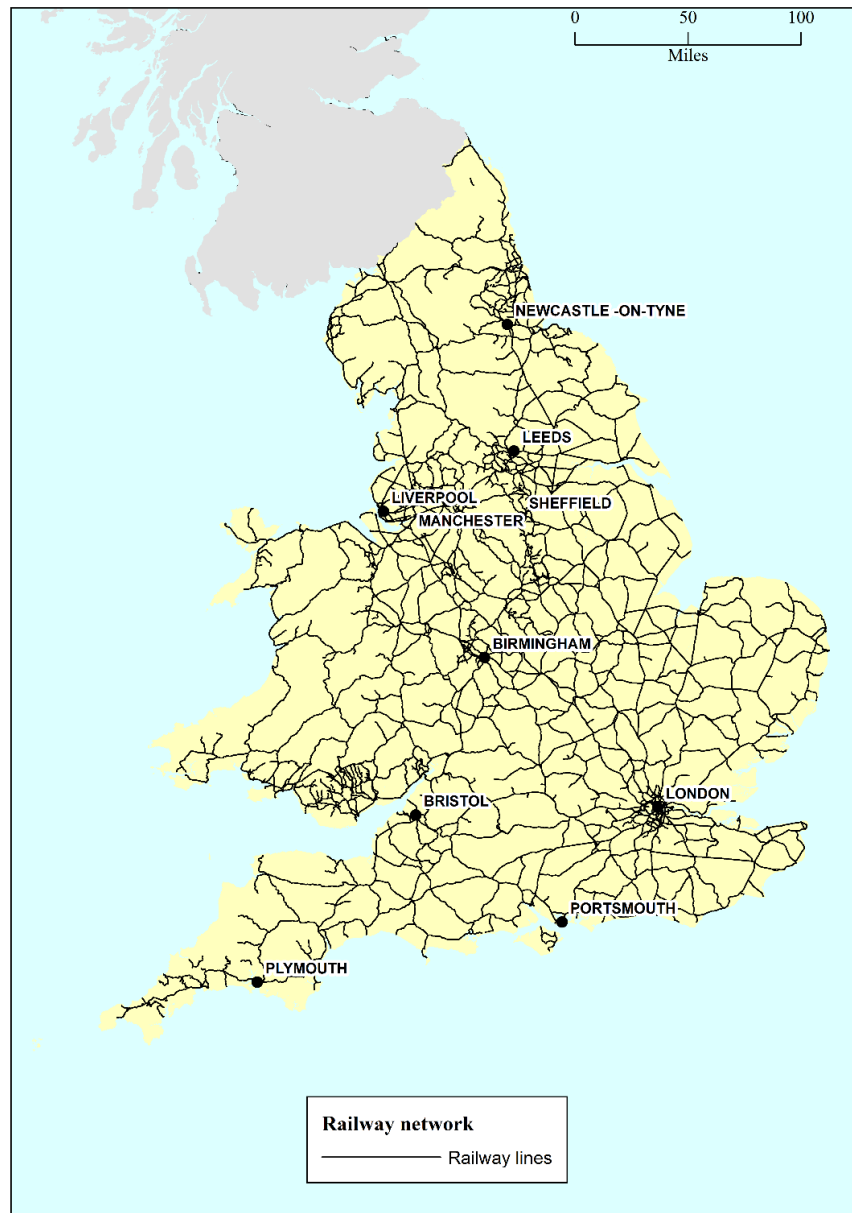 0 50 100
Miles
NEWCASTLE -ON-TYNE
LEEDS
LIVERPOOL
SHEFFIELD
MANCHESTER
BIRMINGHAM
LONDON
BRISTOL
PORTSMOUTH
PLYMOUTH
Railway network
Railway lines